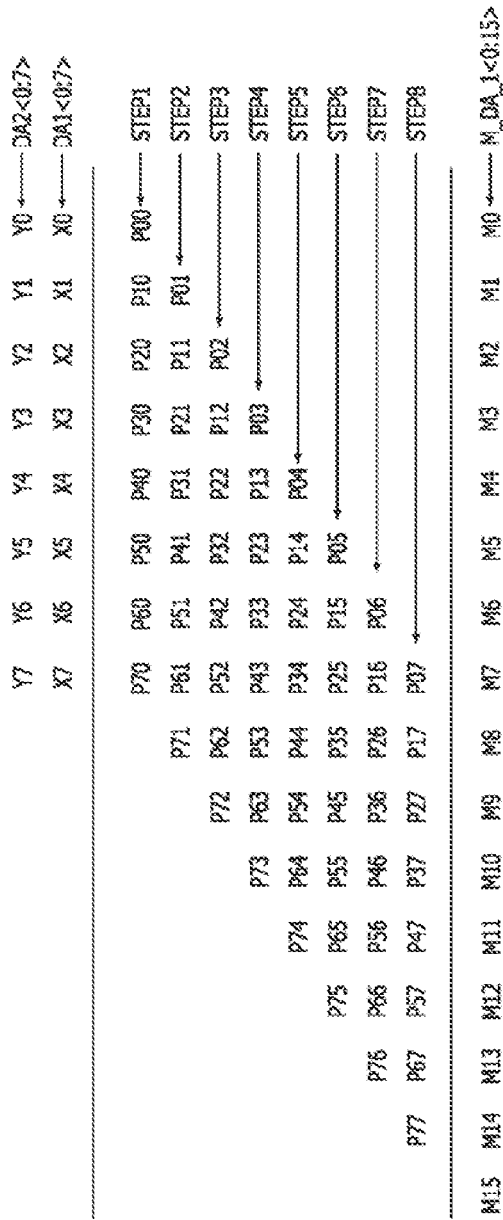 Y7 Y6 Y5 Y4 Y3 Y2 Y1 Y0 DA2<0:7>
X7 X6 X5 X4 X3 X2 X1 X0 DA1<0:7>
P70 P60 P50 P40 P30 P20 P10 P00 STEP1
P71 P61 P51 P41 P31 P21 P11 P01 STEP2
P72 P62 P52 P42 P32 P22 P12 P02 STEP3
P73 P63 P53 P43 P33 P23 P13 P03 STEP4
P74 P64 P54 P44 P34 P24 P14 P04 STEP5
P75 P65 P55 P45 P35 P25 P15 P05 STEP6
P76 P66 P56 P46 P36 P26 P16 P06 STEP7
P77 P67 P57 P47 P37 P27 P17 P07 STEP8
M15 M14 M13 M12 M11 M10 M9 M8 M7 M6 M5 M4 M3 M2 M1 M0 M_DA_1<0:15>